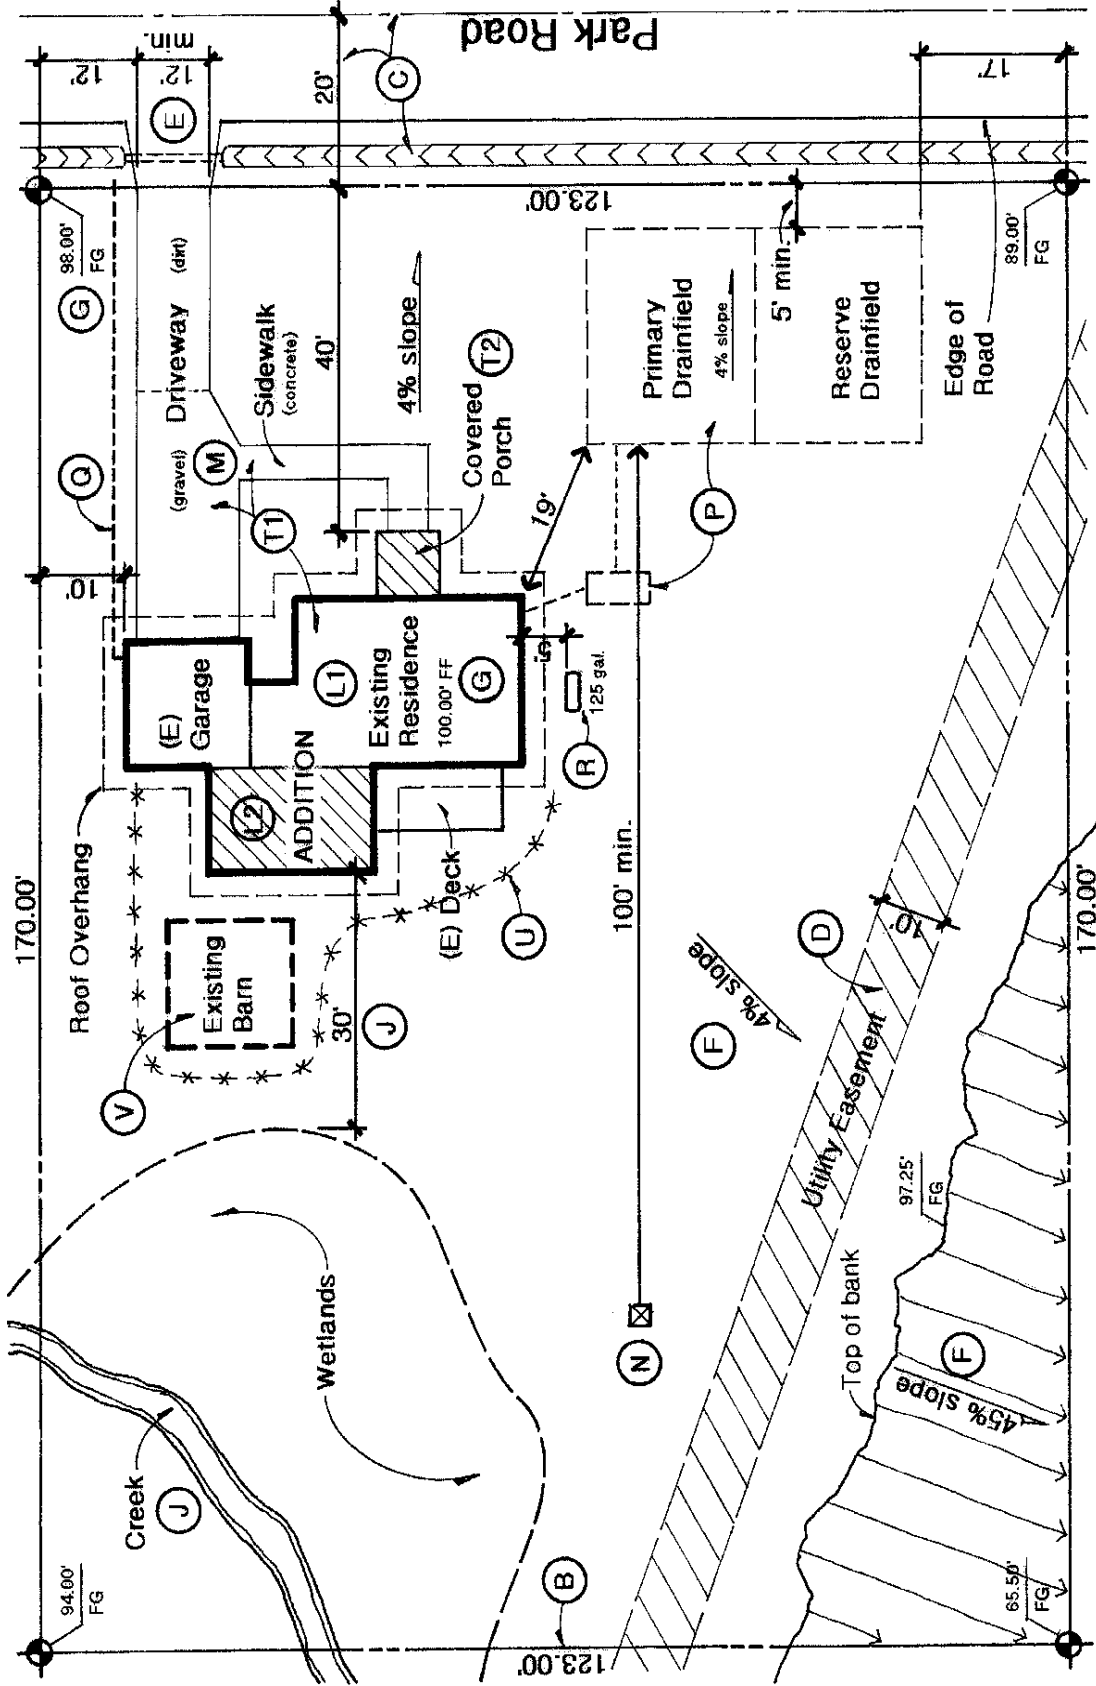 170.00'
94.00'
FG
Creek
J
Wetlands
123.00'
B
V
Existing
Barn
Roof Overhang
30'
J
(E) Deck
U
L2
ADDITION
(E)
Garage
L1
Existing
Residence
100.00' FF
G
10'
Q
G
98.00'
FG
Driveway
(dirt)
(gravel)
M
T1
Sidewalk
(concrete)
4% slope
Covered
Porch
T2
40'
20'
12'
12'
min.
E
C
Park Road
123.00'
R
125 gal.
5'
19'
P
Primary
Drainfield
4% slope
Reserve
Drainfield
5' min.
17'
Edge of
Road
89.00'
FG
100' min.
N
4% slope
F
D
10'
Utility Easement
97.25'
FG
Top of bank
45% slope
F
65.50'
FG
170.00'